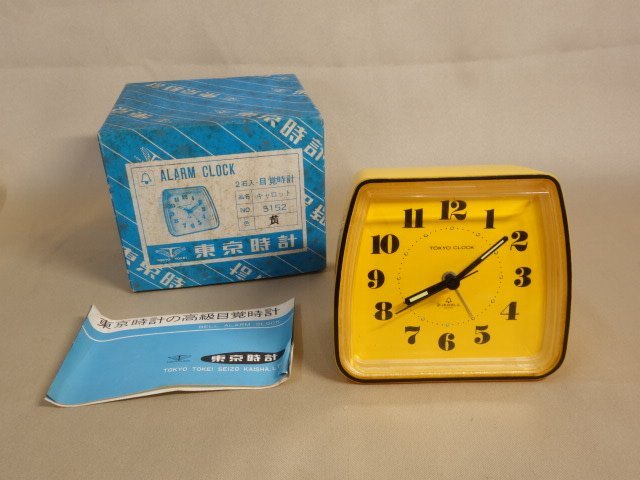 東京時計
ALARM CLOCK
2石入・目覚時計
品名 キャロット
NO. 3152
色 黄
TOKYO TOKEI
東京時計
東京時計の高級目覚時計
BELL ALARM CLOCK
東京時計
TOKYO TOKEI SEIZO KAISHA, L
12
11 1
10 TOKYO CLOCK 2
9 3
8 4
7 5
6